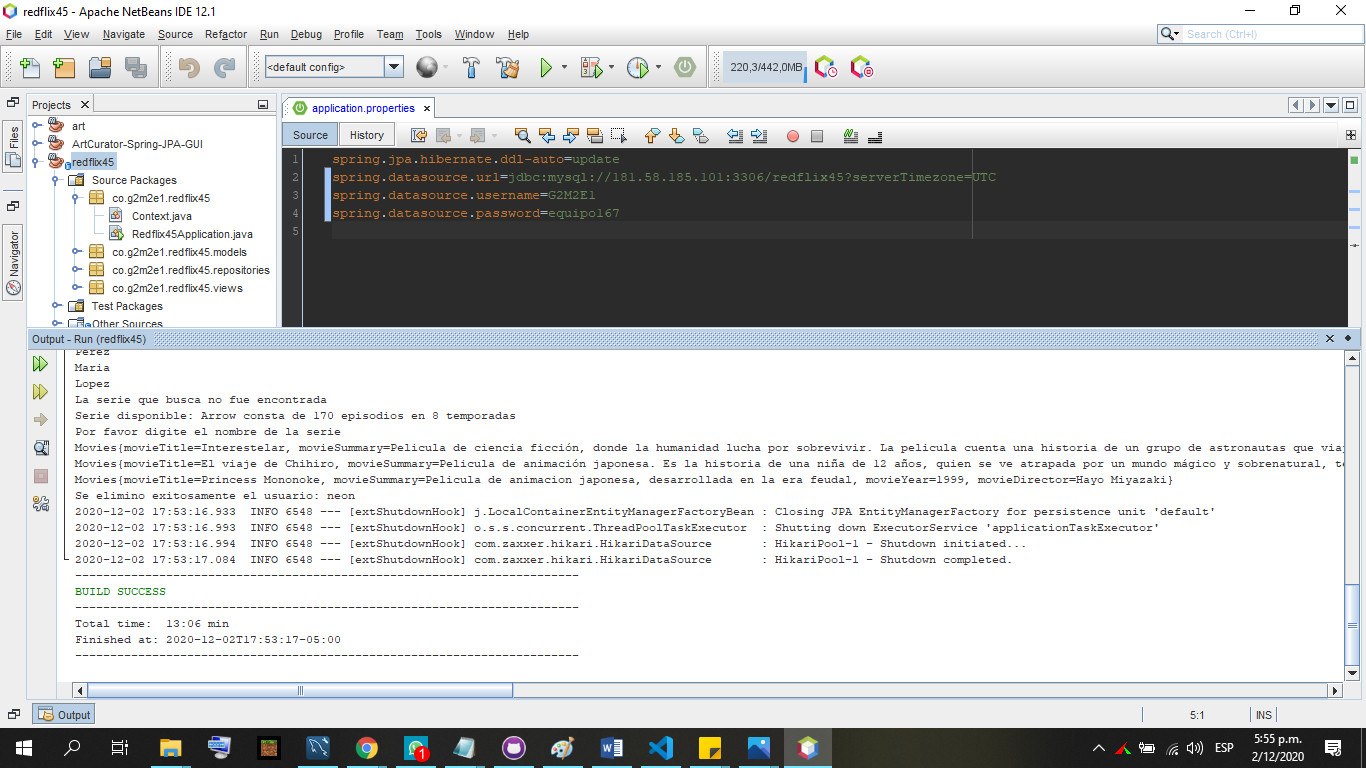 redflix45 - Apache NetBeans IDE 12.1
File Edit View Navigate Source Refactor Run Debug Profile Team Tools Window Help
Search (Ctrl+I)
<default config>
220,3/442,0MB
Projects
art
ArtCurator-Spring-JPA-GUI
redflix45
Source Packages
co.g2m2e1.redflix45
Context.java
Redflix45Application.java
co.g2m2e1.redflix45.models
co.g2m2e1.redflix45.repositories
co.g2m2e1.redflix45.views
Test Packages
Other Sources
Files
Navigator
application.properties
Source History
1 spring.jpa.hibernate.ddl-auto=update
2 spring.datasource.url=jdbc:mysql://181.58.185.101:3306/redflix45?serverTimezone=UTC
3 spring.datasource.username=G2M2E1
4 spring.datasource.password=equipo167
5
Output - Run (redflix45)
Perez
Maria
Lopez
La serie que busca no fue encontrada
Serie disponible: Arrow consta de 170 episodios en 8 temporadas
Por favor digite el nombre de la serie
Movies{movieTitle=Interestelar, movieSummary=Pelicula de ciencia ficción, donde la humanidad lucha por sobrevivir. La pelicula cuenta una historia de un grupo de astronautas que viaj
Movies{movieTitle=El viaje de Chihiro, movieSummary=Pelicula de animación japonesa. Es la historia de una niña de 12 años, quien se ve atrapada por un mundo mágico y sobrenatural, te
Movies{movieTitle=Princess Mononoke, movieSummary=Pelicula de animacion japonesa, desarrollada en la era feudal, movieYear=1999, movieDirector=Hayo Miyazaki}
Se elimino exitosamente el usuario: neon
2020-12-02 17:53:16.933  INFO 6548 --- [extShutdownHook] j.LocalContainerEntityManagerFactoryBean : Closing JPA EntityManagerFactory for persistence unit 'default'
2020-12-02 17:53:16.993  INFO 6548 --- [extShutdownHook] o.s.s.concurrent.ThreadPoolTaskExecutor  : Shutting down ExecutorService 'applicationTaskExecutor'
2020-12-02 17:53:16.994  INFO 6548 --- [extShutdownHook] com.zaxxer.hikari.HikariDataSource       : HikariPool-1 - Shutdown initiated...
2020-12-02 17:53:17.084  INFO 6548 --- [extShutdownHook] com.zaxxer.hikari.HikariDataSource       : HikariPool-1 - Shutdown completed.
------------------------------------------------------------------------
BUILD SUCCESS
------------------------------------------------------------------------
Total time:  13:06 min
Finished at: 2020-12-02T17:53:17-05:00
------------------------------------------------------------------------
Output
5:1 INS
1
ESP
5:55 p.m.
2/12/2020